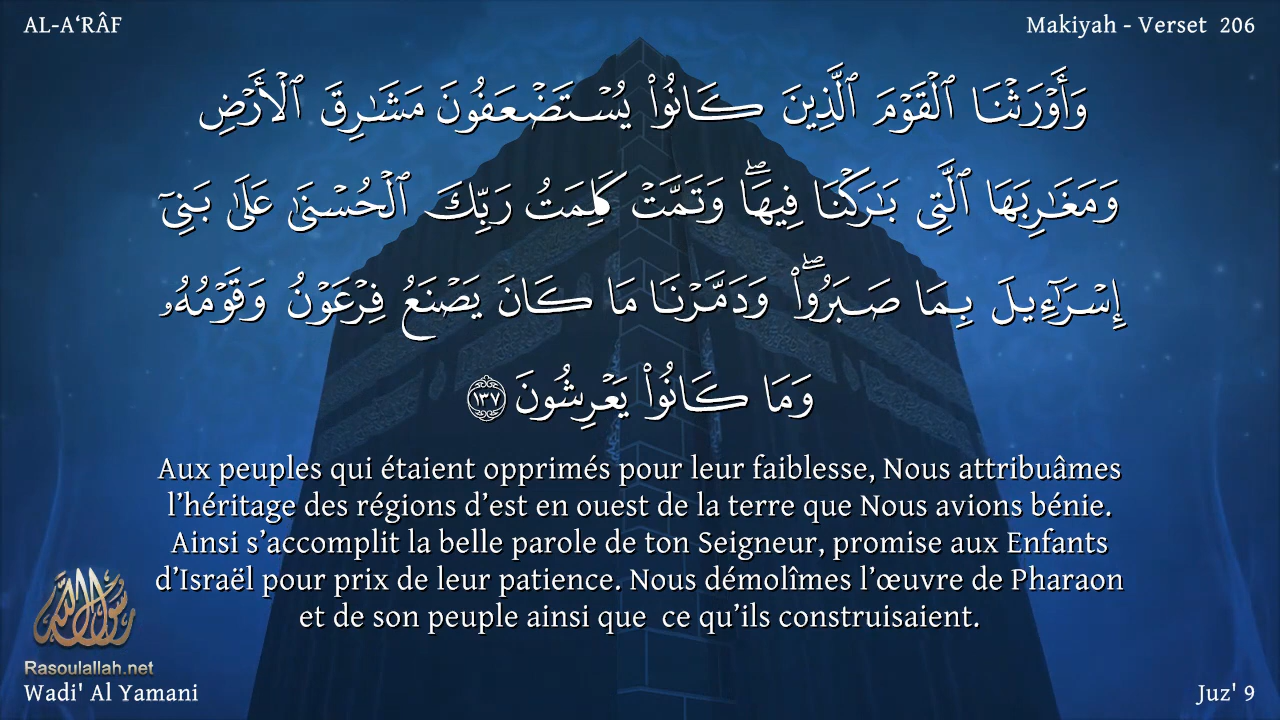 AL-A‘RÂF
Makiyah - Verset 206
وَأَوْرَثْنَا ٱلْقَوْمَ ٱلَّذِينَ كَانُوا۟ يُسْتَضْعَفُونَ مَشَـٰرِقَ ٱلْأَرْضِ
وَمَغَـٰرِبَهَا ٱلَّتِى بَـٰرَكْنَا فِيهَا ۖ وَتَمَّتْ كَلِمَتُ رَبِّكَ ٱلْحُسْنَىٰ عَلَىٰ بَنِىٓ
إِسْرَٰٓءِيلَ بِمَا صَبَرُوا۟ ۖ وَدَمَّرْنَا مَا كَانَ يَصْنَعُ فِرْعَوْنُ وَقَوْمُهُۥ
وَمَا كَانُوا۟ يَعْرِشُونَ ١٣٧
Aux peuples qui étaient opprimés pour leur faiblesse, Nous attribuâmes
l’héritage des régions d’est en ouest de la terre que Nous avions bénie.
Ainsi s’accomplit la belle parole de ton Seigneur, promise aux Enfants
d’Israël pour prix de leur patience. Nous démolîmes l’œuvre de Pharaon
et de son peuple ainsi que ce qu’ils construisaient.
رسول الله
Rasoulallah.net
Wadi' Al Yamani
Juz' 9